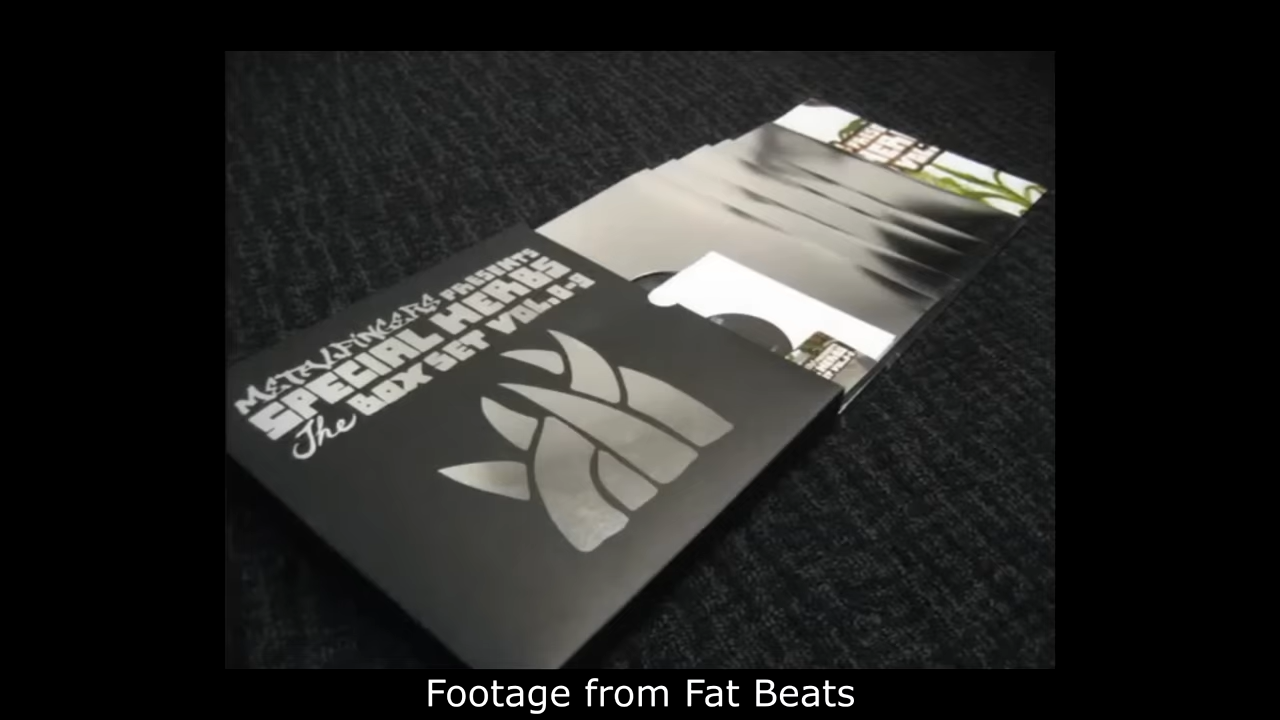 METALFINGERS PRESENTS
SPECIAL HERBS
The BOX SET VOL.0-9
Footage from Fat Beats